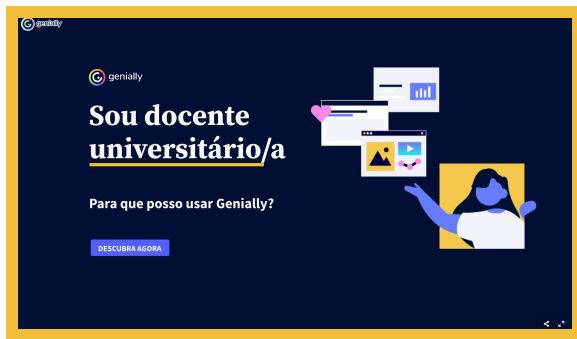 genially
genially
Sou docente
universitário/a
Para que posso usar Genially?
DESCUBRA AGORA